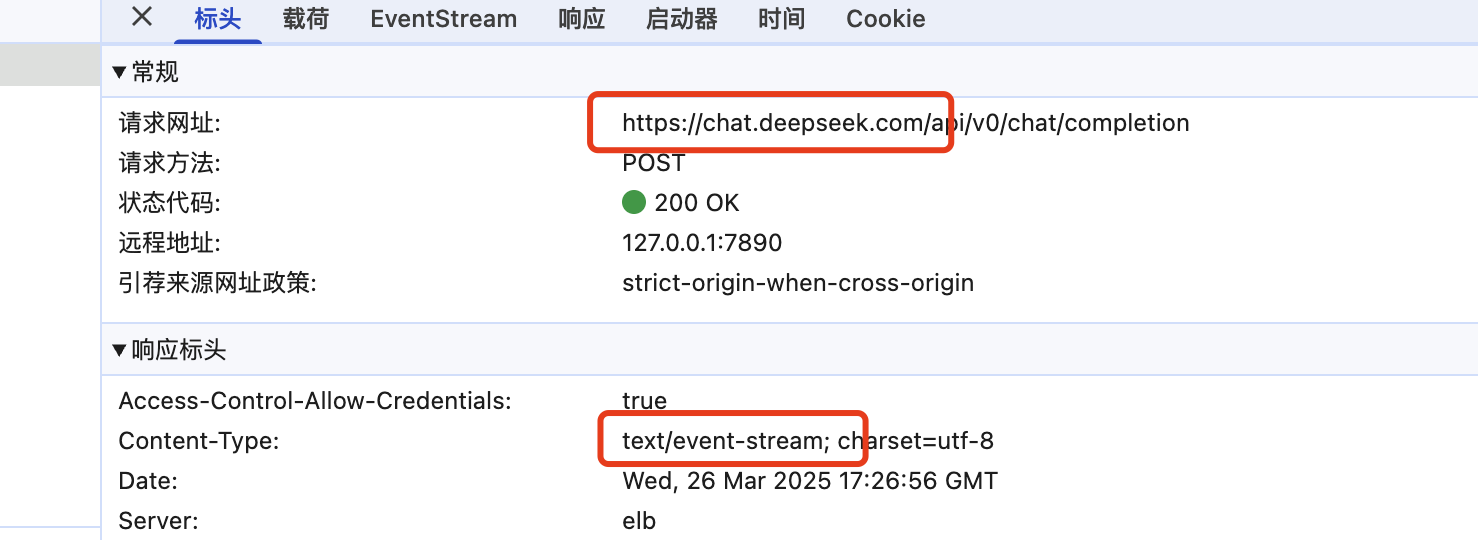 标头 载荷 EventStream 响应 启动器 时间 Cookie
常规
请求网址: https://chat.deepseek.com/api/v0/chat/completion
请求方法: POST
状态代码: 200 OK
远程地址: 127.0.0.1:7890
引荐来源网址政策: strict-origin-when-cross-origin
响应标头
Access-Control-Allow-Credentials: true
Content-Type: text/event-stream; charset=utf-8
Date: Wed, 26 Mar 2025 17:26:56 GMT
Server: elb